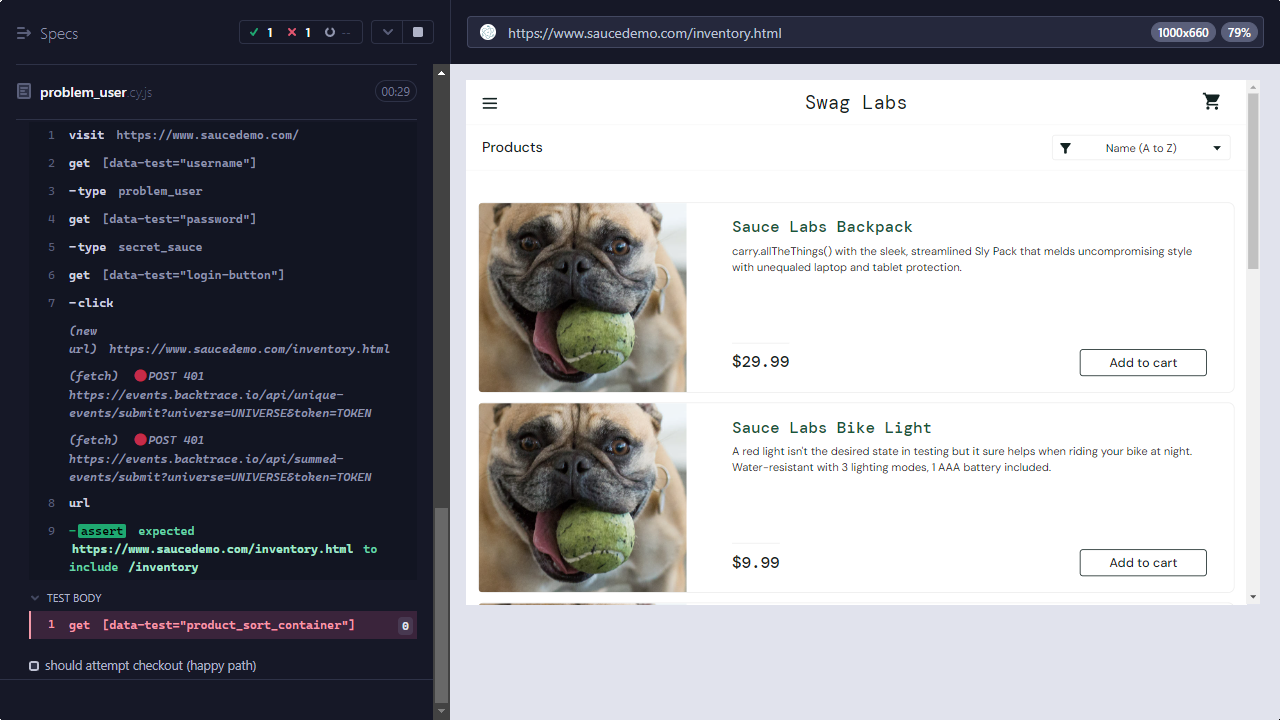 Specs
1 1 --
problem_user.cy.js 00:29
1 visit https://www.saucedemo.com/
2 get [data-test="username"]
3 -type problem_user
4 get [data-test="password"]
5 -type secret_sauce
6 get [data-test="login-button"]
7 -click
(new
url) https://www.saucedemo.com/inventory.html
(fetch) POST 401
https://events.backtrace.io/api/unique-
events/submit?universe=UNIVERSE&token=TOKEN
(fetch) POST 401
https://events.backtrace.io/api/summed-
events/submit?universe=UNIVERSE&token=TOKEN
8 url
9 -assert expected
https://www.saucedemo.com/inventory.html to
include /inventory
TEST BODY
1 get [data-test="product_sort_container"] 0
should attempt checkout (happy path)
https://www.saucedemo.com/inventory.html 1000x660 79%
Swag Labs
Products Name (A to Z)
Sauce Labs Backpack
carry.allTheThings() with the sleek, streamlined Sly Pack that melds uncompromising style
with unequaled laptop and tablet protection.
$29.99 Add to cart
Sauce Labs Bike Light
A red light isn't the desired state in testing but it sure helps when riding your bike at night.
Water-resistant with 3 lighting modes, 1 AAA battery included.
$9.99 Add to cart